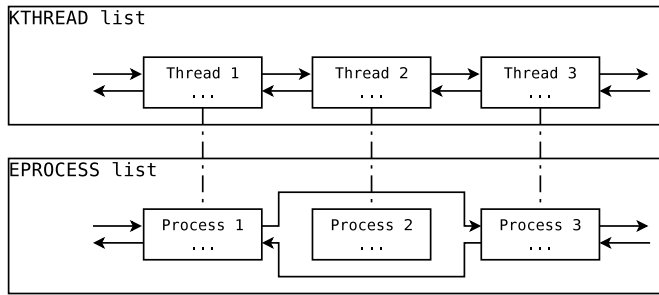 KTHREAD list
Thread 1
...
Thread 2
...
Thread 3
...
EPROCESS list
Process 1
...
Process 2
...
Process 3
...